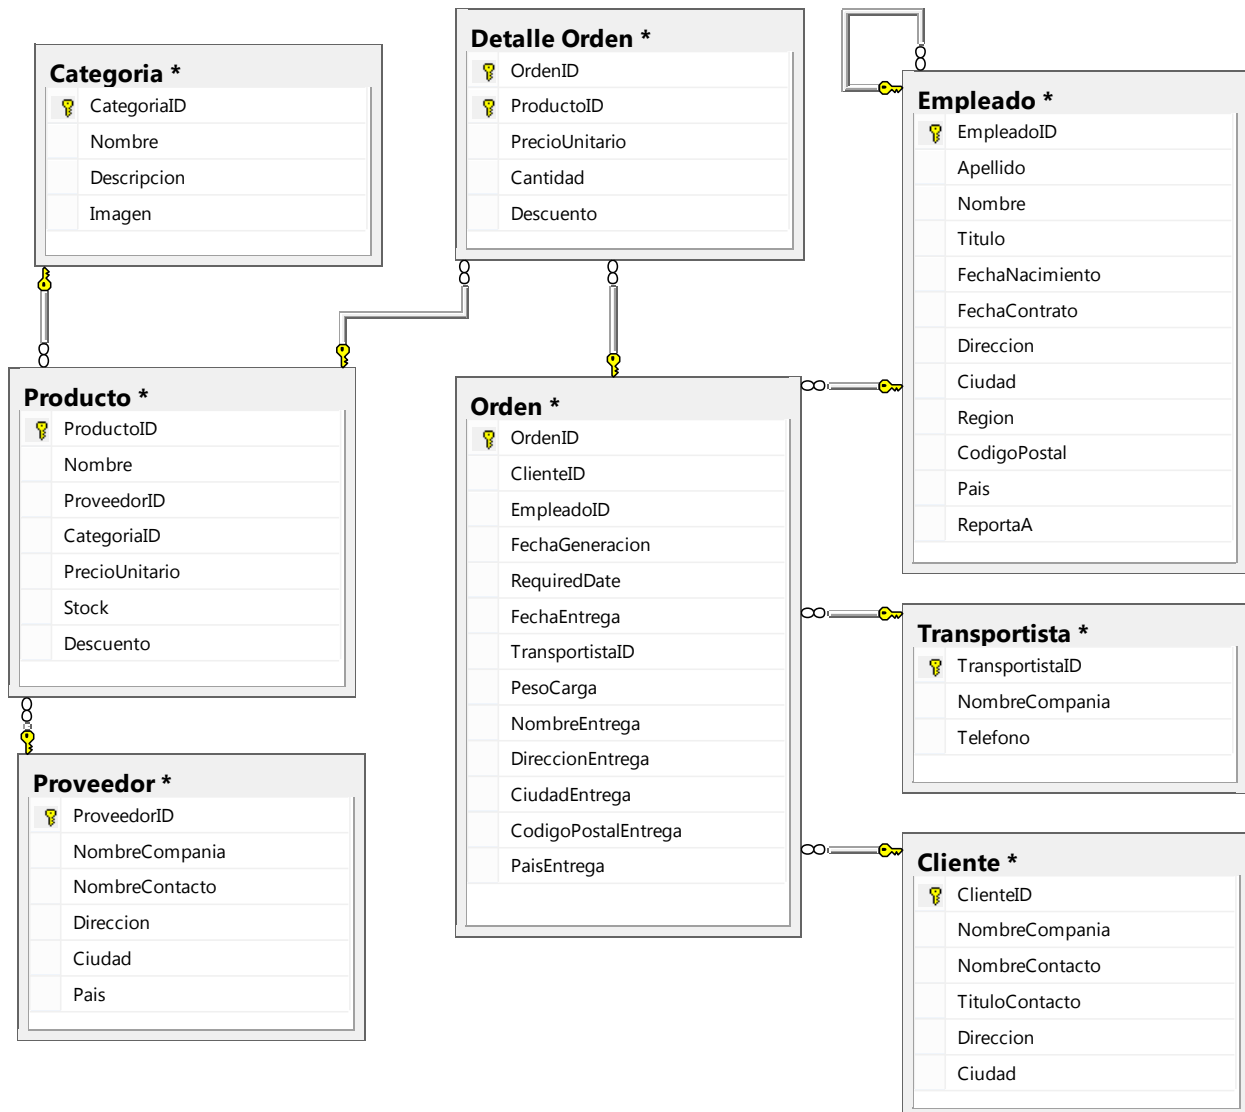 Categoria *
CategoriaID
Nombre
Descripcion
Imagen
Detalle Orden *
OrdenID
ProductoID
PrecioUnitario
Cantidad
Descuento
Empleado *
EmpleadoID
Apellido
Nombre
Titulo
FechaNacimiento
FechaContrato
Direccion
Ciudad
Region
CodigoPostal
Pais
ReportaA
Producto *
ProductoID
Nombre
ProveedorID
CategoriaID
PrecioUnitario
Stock
Descuento
Orden *
OrdenID
ClienteID
EmpleadoID
FechaGeneracion
RequiredDate
FechaEntrega
TransportistaID
PesoCarga
NombreEntrega
DireccionEntrega
CiudadEntrega
CodigoPostalEntrega
PaisEntrega
Transportista *
TransportistaID
NombreCompania
Telefono
Proveedor *
ProveedorID
NombreCompania
NombreContacto
Direccion
Ciudad
Pais
Cliente *
ClienteID
NombreCompania
NombreContacto
TituloContacto
Direccion
Ciudad